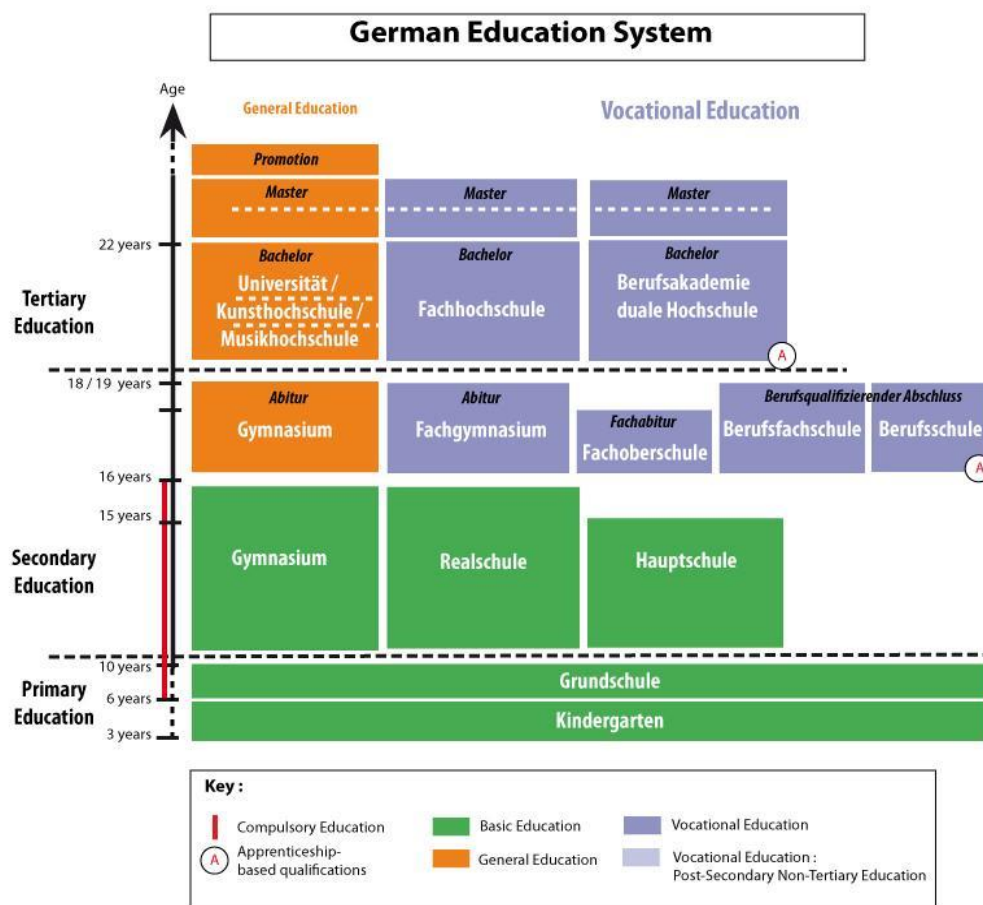 German Education System
Age
General Education
Vocational Education
Promotion
Master
Master
Master
22 years
Bachelor
Universität /
Kunsthochschule /
Musikhochschule
Bachelor
Fachhochschule
Bachelor
Berufsakademie
duale Hochschule
A
Tertiary
Education
18 / 19 years
Abitur
Gymnasium
Abitur
Fachgymnasium
Fachabitur
Fachoberschule
Berufsqualifizierender Abschluss
Berufsfachschule
Berufsschule
A
16 years
15 years
Secondary
Education
Gymnasium
Realschule
Hauptschule
10 years
Primary
Education
Grundschule
6 years
Kindergarten
3 years
Key :
Compulsory Education
A
Apprenticeship-
based qualifications
Basic Education
General Education
Vocational Education
Vocational Education :
Post-Secondary Non-Tertiary Education